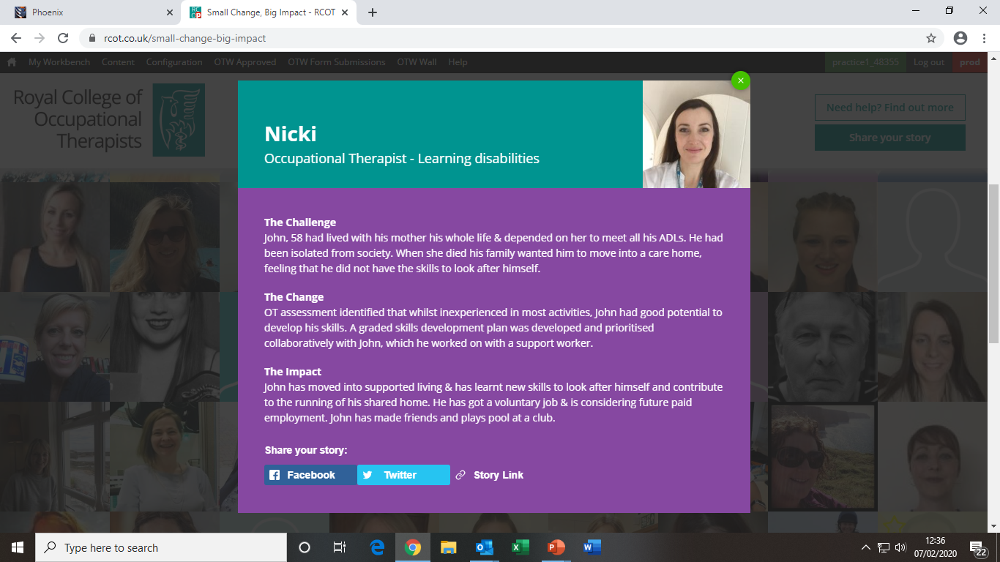 Phoenix
Small Change, Big Impact - RCOT
rcot.co.uk/small-change-big-impact
My Workbench Content Configuration OTW Approved OTW Form Submissions OTW Wall Help practice1_48355 Log out prod
Royal College of
Occupational
Therapists
Need help? Find out more
Share your story
Nicki
Occupational Therapist - Learning disabilities
The Challenge
John, 58 had lived with his mother his whole life & depended on her to meet all his ADLs. He had
been isolated from society. When she died his family wanted him to move into a care home,
feeling that he did not have the skills to look after himself.
The Change
OT assessment identified that whilst inexperienced in most activities, John had good potential to
develop his skills. A graded skills development plan was developed and prioritised
collaboratively with John, which he worked on with a support worker.
The Impact
John has moved into supported living & has learnt new skills to look after himself and contribute
to the running of his shared home. He has got a voluntary job & is considering future paid
employment. John has made friends and plays pool at a club.
Share your story:
Facebook Twitter Story Link
Type here to search
12:36
07/02/2020
22